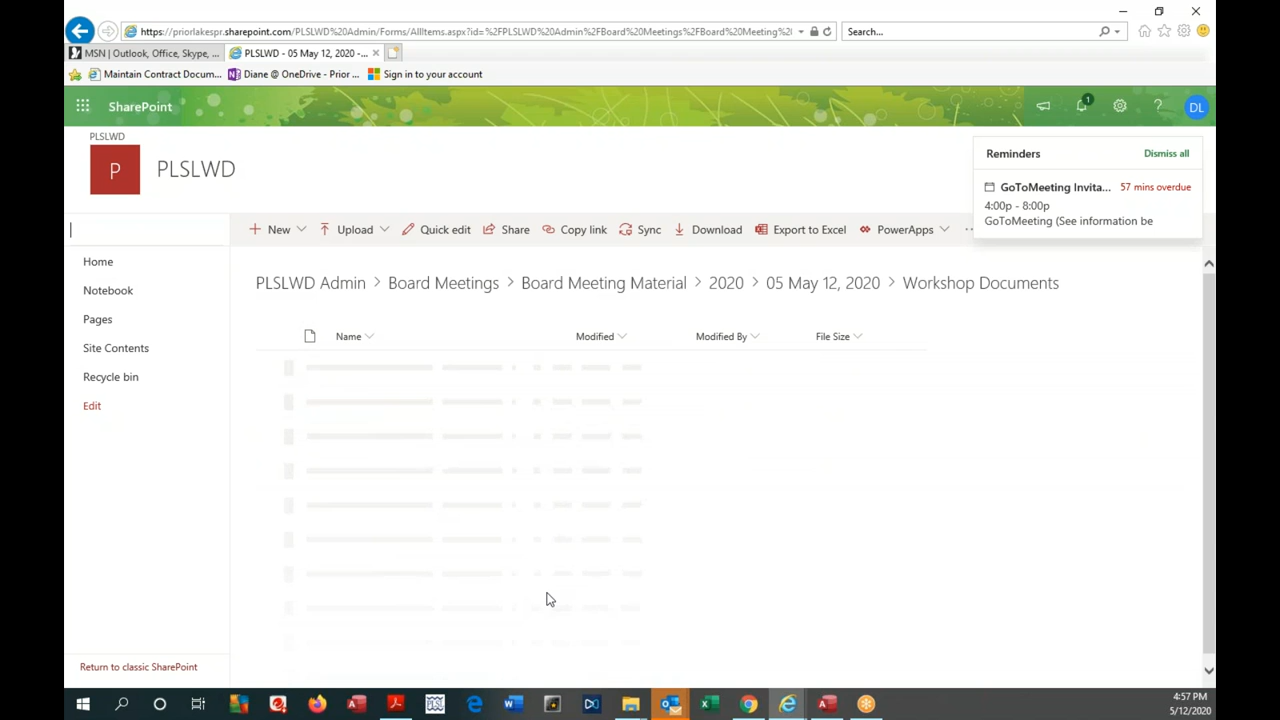 https://priorlakespr.sharepoint.com/PLSLWD%20Admin/Forms/AllItems.aspx?id=%2FPLSLWD%20Admin%2FBoard%20Meetings%2FBoard%20Meeting%20M
Search...
MSN | Outlook, Office, Skype, ...
PLSLWD - 05 May 12, 2020 -...
Maintain Contract Docum...
Diane @ OneDrive - Prior ...
Sign in to your account
SharePoint
1
?
DL
PLSLWD
P
PLSLWD
Reminders
Dismiss all
GoToMeeting Invita...
57 mins overdue
4:00p - 8:00p
GoToMeeting (See information be
New
Upload
Quick edit
Share
Copy link
Sync
Download
Export to Excel
PowerApps
...
Home
Notebook
Pages
Site Contents
Recycle bin
Edit
PLSLWD Admin > Board Meetings > Board Meeting Material > 2020 > 05 May 12, 2020 > Workshop Documents
Name
Modified
Modified By
File Size
Return to classic SharePoint
4:57 PM
5/12/2020